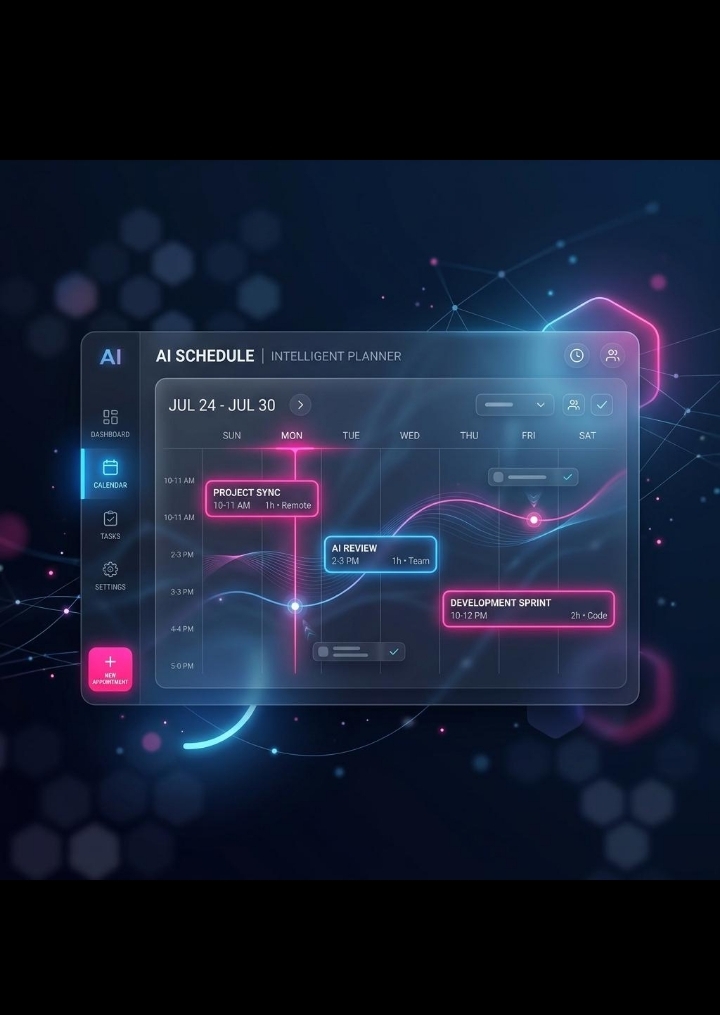 AI
AI SCHEDULE | INTELLIGENT PLANNER
DASHBOARD
CALENDAR
TASKS
SETTINGS
+
NEW
APPOINTMENT
JUL 24 - JUL 30
SUN MON TUE WED THU FRI SAT
10-11 AM
10-11 AM
2-3 PM
3-3 PM
4-4 PM
5-0 PM
PROJECT SYNC
10-11 AM 1h • Remote
AI REVIEW
2-3 PM 1h • Team
DEVELOPMENT SPRINT
10-12 PM 2h • Code